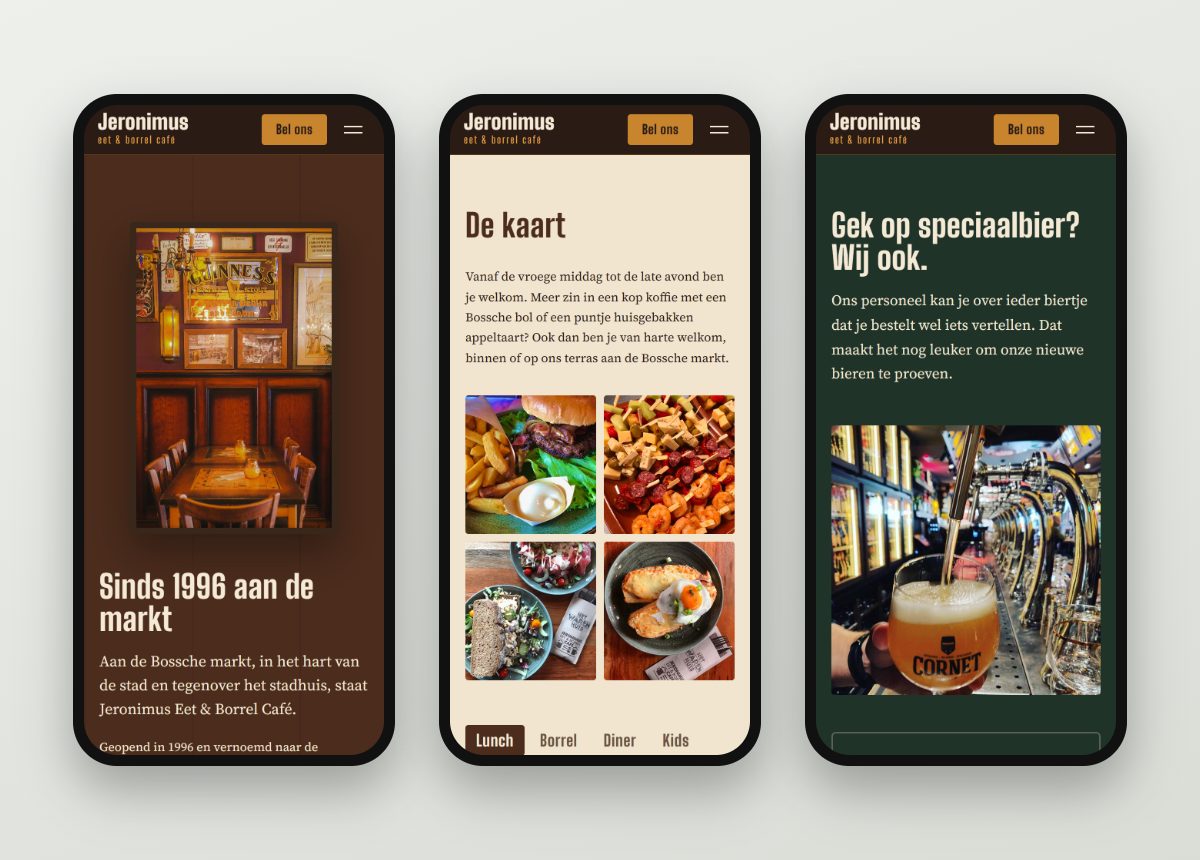 Jeronimus
eet & borrel café
Bel ons
GUINNESS
Sinds 1996 aan de
markt
Aan de Bossche markt, in het hart van
de stad en tegenover het stadhuis, staat
Jeronimus Eet & Borrel Café.
Geopend in 1996 en vernoemd naar de
Jeronimus
eet & borrel café
Bel ons
De kaart
Vanaf de vroege middag tot de late avond ben
je welkom. Meer zin in een kop koffie met een
Bossche bol of een puntje huisgebakken
appeltaart? Ook dan ben je van harte welkom,
binnen of op ons terras aan de Bossche markt.
Lunch
Borrel
Diner
Kids
Jeronimus
eet & borrel café
Bel ons
Gek op speciaalbier?
Wij ook.
Ons personeel kan je over ieder biertje
dat je bestelt wel iets vertellen. Dat
maakt het nog leuker om onze nieuwe
bieren te proeven.
CORNET